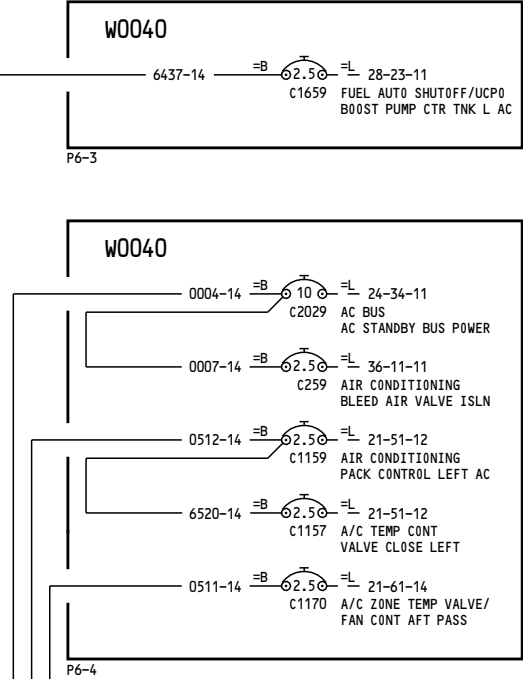 W0040
6437-14 =B 2.5 =L 28-23-11
C1659 FUEL AUTO SHUTOFF/UCPO
BOOST PUMP CTR TNK L AC
P6-3
W0040
0004-14 =B 10 =L 24-34-11
C2029 AC BUS
AC STANDBY BUS POWER
0007-14 =B 2.5 =L 36-11-11
C259 AIR CONDITIONING
BLEED AIR VALVE ISLN
0512-14 =B 2.5 =L 21-51-12
C1159 AIR CONDITIONING
PACK CONTROL LEFT AC
6520-14 =B 2.5 =L 21-51-12
C1157 A/C TEMP CONT
VALVE CLOSE LEFT
0511-14 =B 2.5 =L 21-61-14
C1170 A/C ZONE TEMP VALVE/
FAN CONT AFT PASS
P6-4